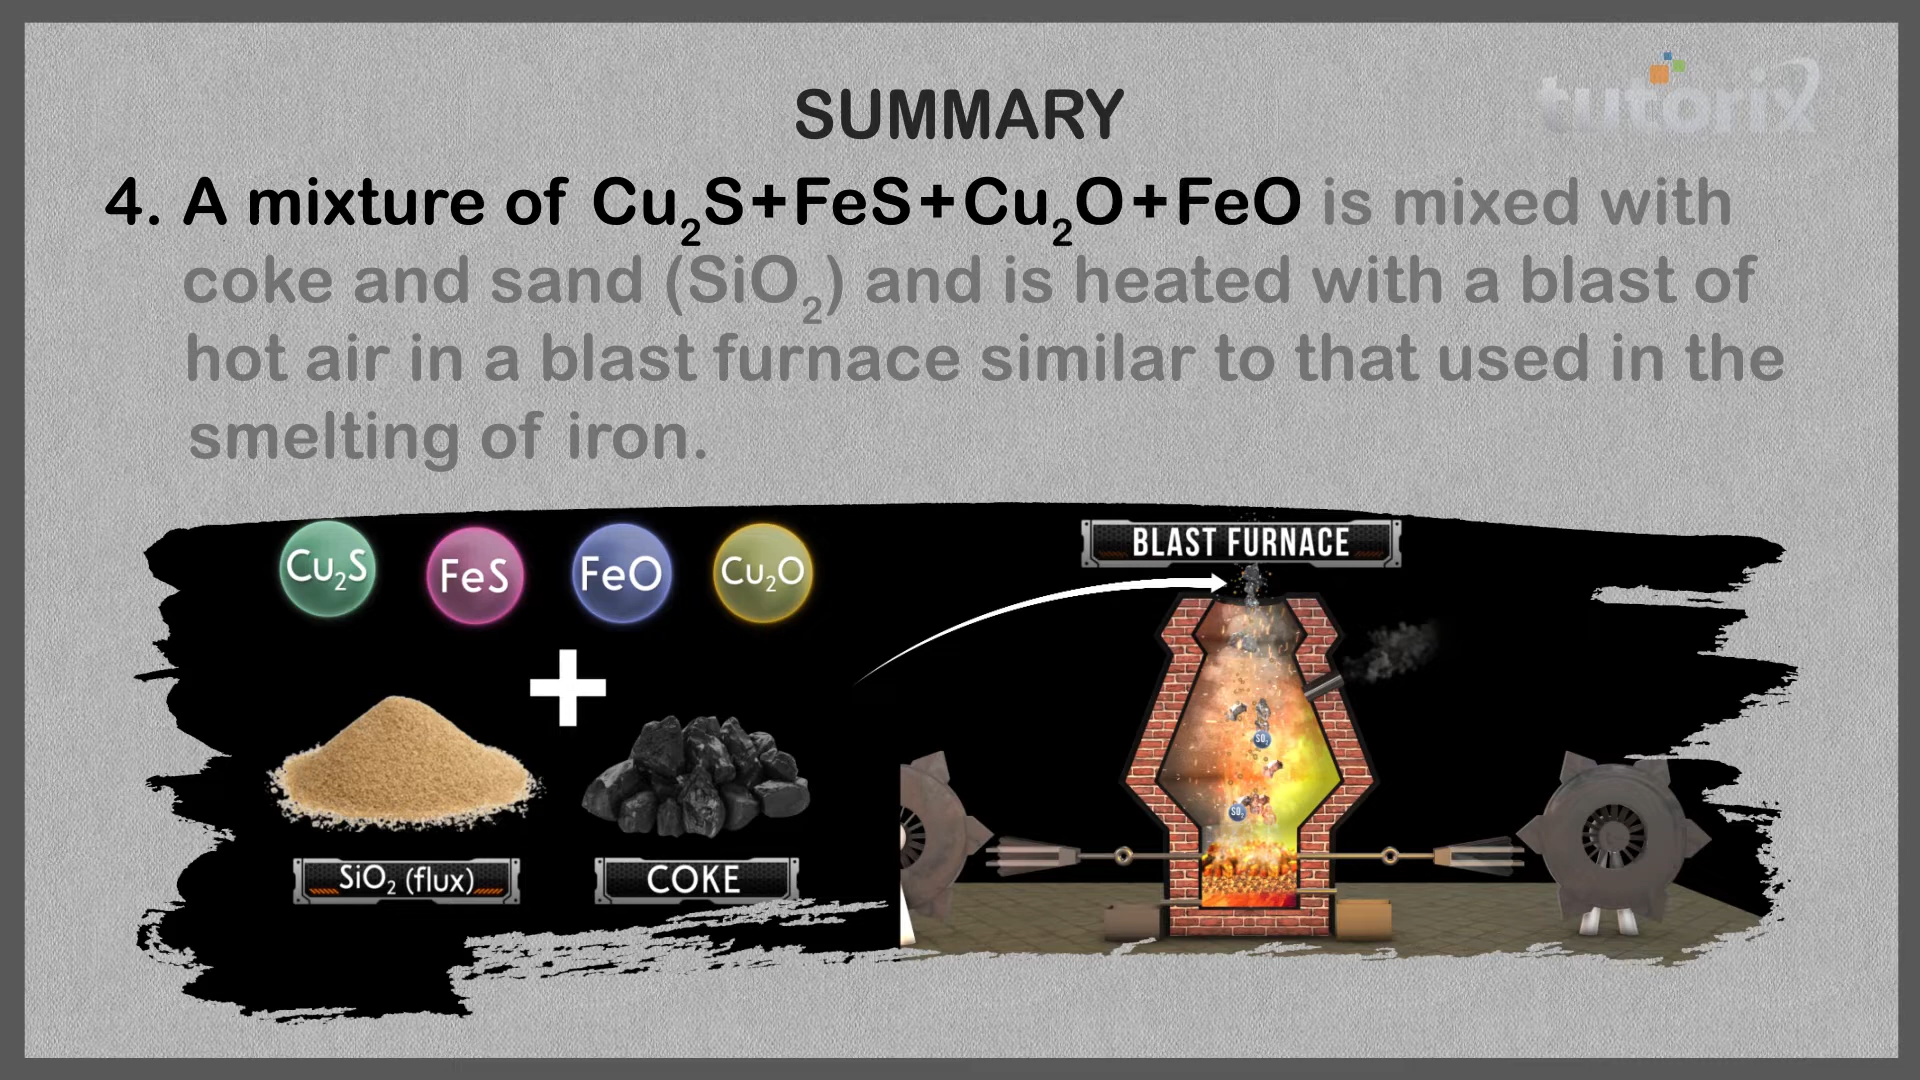 tutorix
SUMMARY
4. A mixture of Cu₂S+FeS+Cu₂O+FeO is mixed with
coke and sand (SiO₂) and is heated with a blast of
hot air in a blast furnace similar to that used in the
smelting of iron.
Cu₂S FeS FeO Cu₂O
+
BLAST FURNACE
SO₂
SO₂
SiO₂ (flux)
COKE